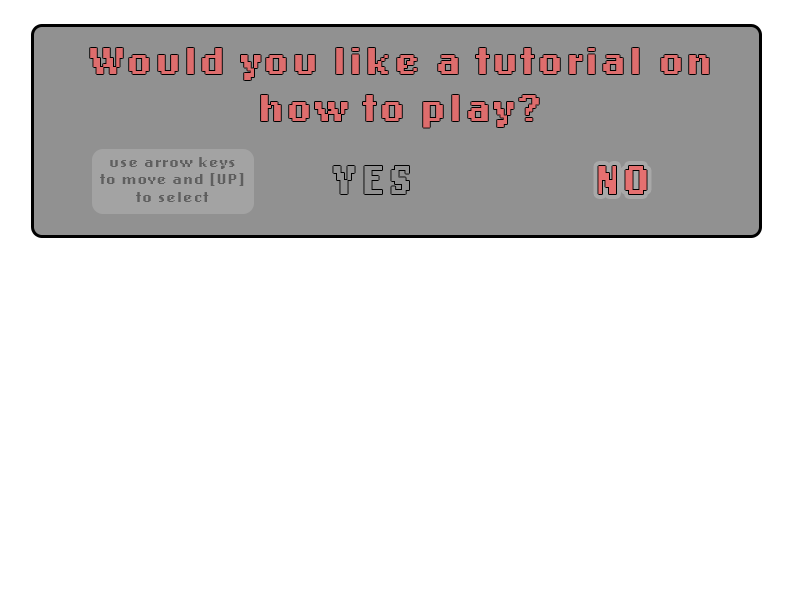 Would you like a tutorial on
how to play?
use arrow keys
to move and [UP]
to select
YES
NO